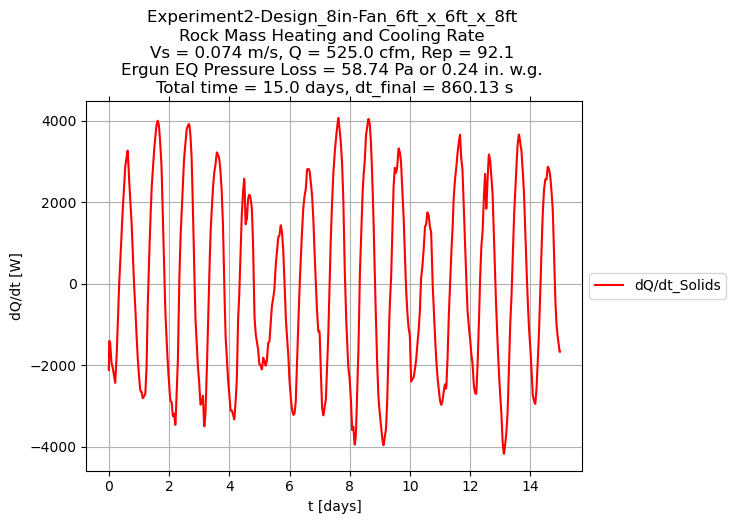 Experiment2-Design_8in-Fan_6ft_x_6ft_x_8ft
Rock Mass Heating and Cooling Rate
Vs = 0.074 m/s, Q = 525.0 cfm, Rep = 92.1
Ergun EQ Pressure Loss = 58.74 Pa or 0.24 in. w.g.
Total time = 15.0 days, dt_final = 860.13 s
4000
2000
0
−2000
−4000
dQ/dt [W]
dQ/dt_Solids
0 2 4 6 8 10 12 14
t [days]